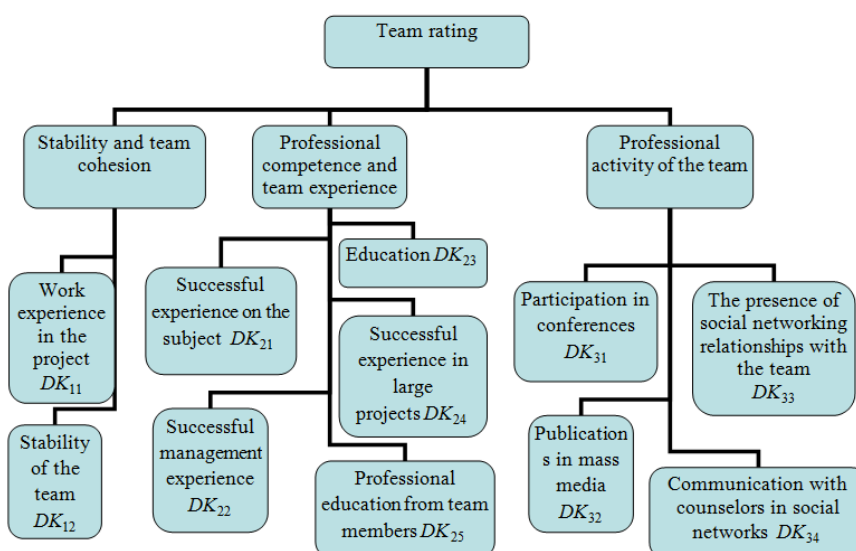 Team rating
Stability and team
cohesion
Professional
competence and
team experience
Professional
activity of the team
Work
experience
in the
project
DK₁₁
Stability
of the
team
DK₁₂
Successful
experience on the
subject DK₂₁
Successful
management
experience
DK₂₂
Education DK₂₃
Successful
experience in
large
projects DK₂₄
Professional
education from team
members DK₂₅
Participation in
conferences
DK₃₁
Publication
s in mass
media
DK₃₂
The presence of
social networking
relationships with
the team
DK₃₃
Communication with
counselors in social
networks DK₃₄